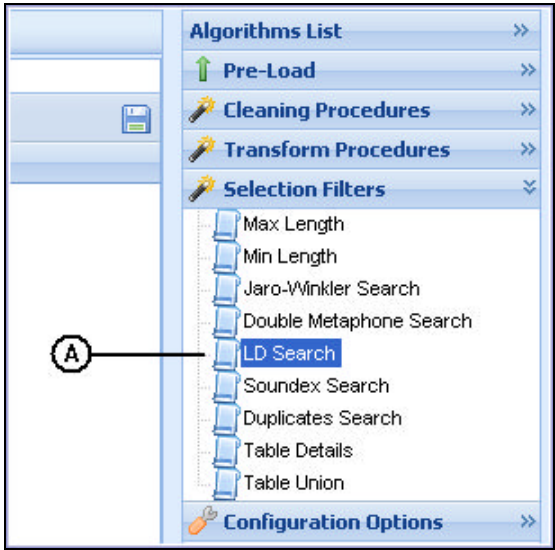 Algorithms List
Pre-Load
Cleaning Procedures
Transform Procedures
Selection Filters
Max Length
Min Length
Jaro-Winkler Search
Double Metaphone Search
A
LD Search
Soundex Search
Duplicates Search
Table Details
Table Union
Configuration Options